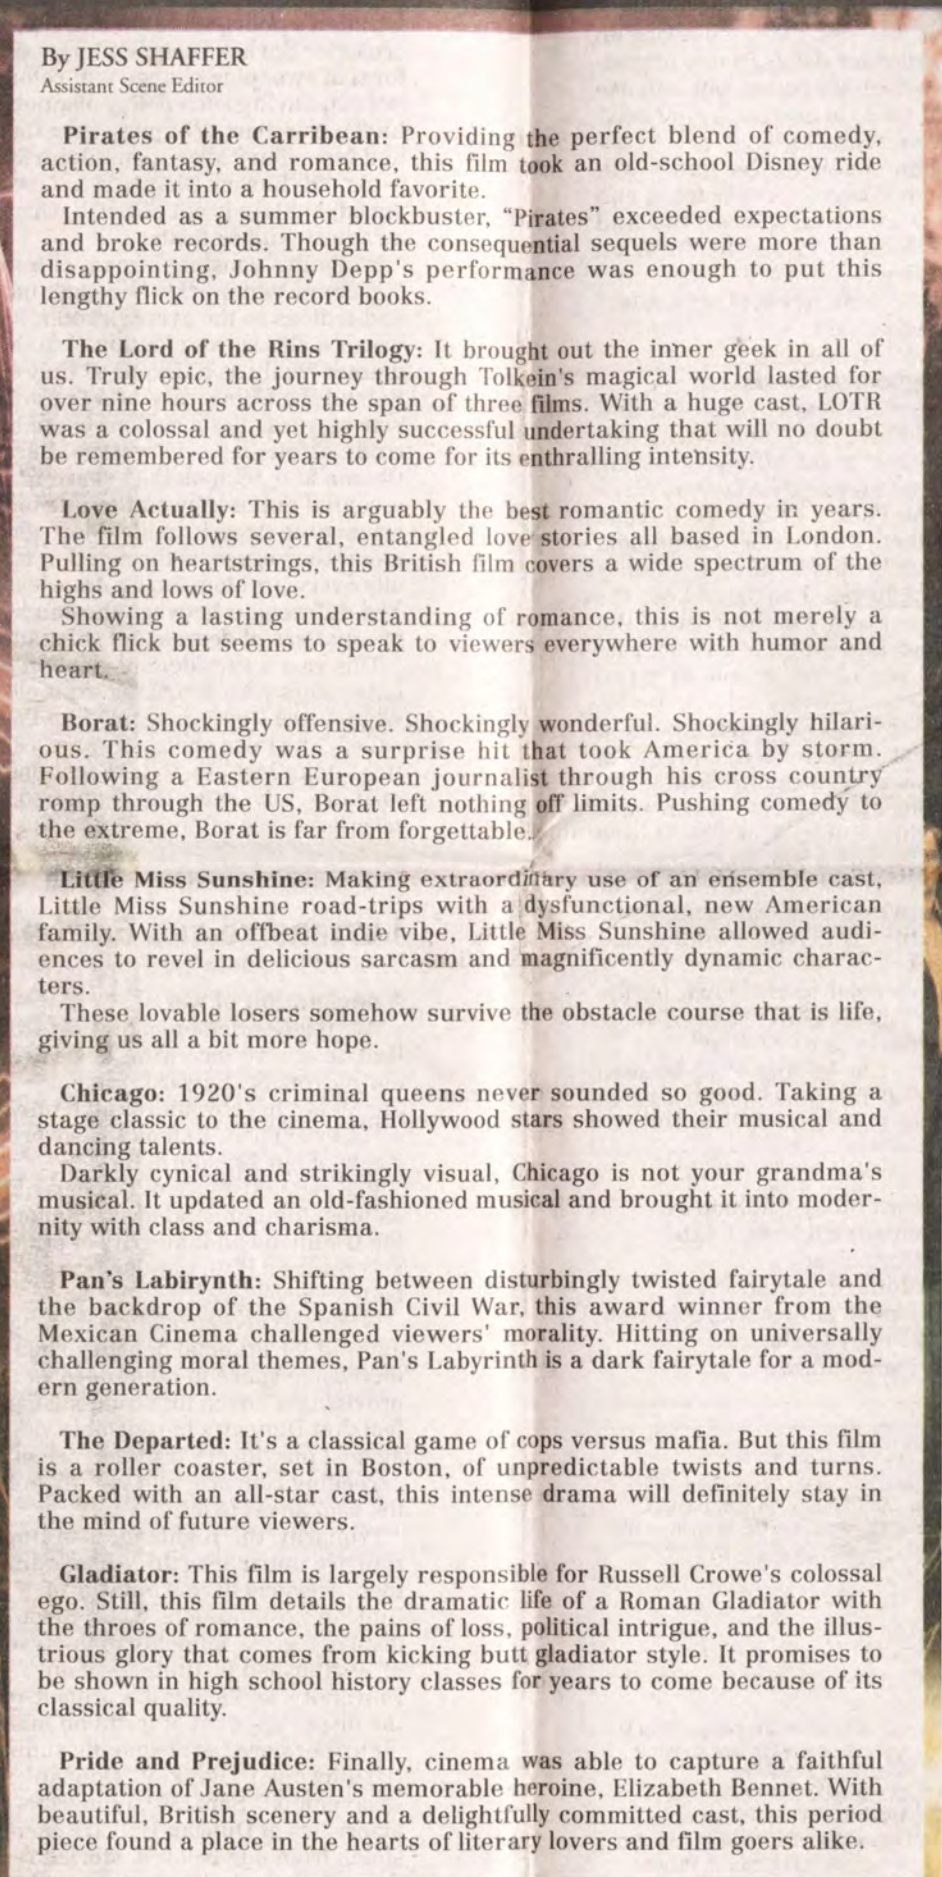 By JESS SHAFFER
Assistant Scene Editor
Pirates of the Carribean: Providing the perfect blend of comedy,
action, fantasy, and romance, this film took an old-school Disney ride
and made it into a household favorite.
Intended as a summer blockbuster, “Pirates” exceeded expectations
and broke records. Though the consequential sequels were more than
disappointing, Johnny Depp's performance was enough to put this
lengthy flick on the record books.
The Lord of the Rins Trilogy: It brought out the inner geek in all of
us. Truly epic, the journey through Tolkein's magical world lasted for
over nine hours across the span of three films. With a huge cast, LOTR
was a colossal and yet highly successful undertaking that will no doubt
be remembered for years to come for its enthralling intensity.
Love Actually: This is arguably the best romantic comedy in years.
The film follows several, entangled love stories all based in London.
Pulling on heartstrings, this British film covers a wide spectrum of the
highs and lows of love.
Showing a lasting understanding of romance, this is not merely a
chick flick but seems to speak to viewers everywhere with humor and
heart.
Borat: Shockingly offensive. Shockingly wonderful. Shockingly hilari-
ous. This comedy was a surprise hit that took America by storm.
Following a Eastern European journalist through his cross country
romp through the US, Borat left nothing off limits. Pushing comedy to
the extreme, Borat is far from forgettable.
Little Miss Sunshine: Making extraordinary use of an ensemble cast,
Little Miss Sunshine road-trips with a dysfunctional, new American
family. With an offbeat indie vibe, Little Miss Sunshine allowed audi-
ences to revel in delicious sarcasm and magnificently dynamic charac-
ters.
These lovable losers somehow survive the obstacle course that is life,
giving us all a bit more hope.
Chicago: 1920's criminal queens never sounded so good. Taking a
stage classic to the cinema, Hollywood stars showed their musical and
dancing talents.
Darkly cynical and strikingly visual, Chicago is not your grandma's
musical. It updated an old-fashioned musical and brought it into moder-
nity with class and charisma.
Pan's Labirynth: Shifting between disturbingly twisted fairytale and
the backdrop of the Spanish Civil War, this award winner from the
Mexican Cinema challenged viewers' morality. Hitting on universally
challenging moral themes, Pan's Labyrinth is a dark fairytale for a mod-
ern generation.
The Departed: It's a classical game of cops versus mafia. But this film
is a roller coaster, set in Boston, of unpredictable twists and turns.
Packed with an all-star cast, this intense drama will definitely stay in
the mind of future viewers.
Gladiator: This film is largely responsible for Russell Crowe's colossal
ego. Still, this film details the dramatic life of a Roman Gladiator with
the throes of romance, the pains of loss, political intrigue, and the illus-
trious glory that comes from kicking butt gladiator style. It promises to
be shown in high school history classes for years to come because of its
classical quality.
Pride and Prejudice: Finally, cinema was able to capture a faithful
adaptation of Jane Austen's memorable heroine, Elizabeth Bennet. With
beautiful, British scenery and a delightfully committed cast, this period
piece found a place in the hearts of literary lovers and film goers alike.